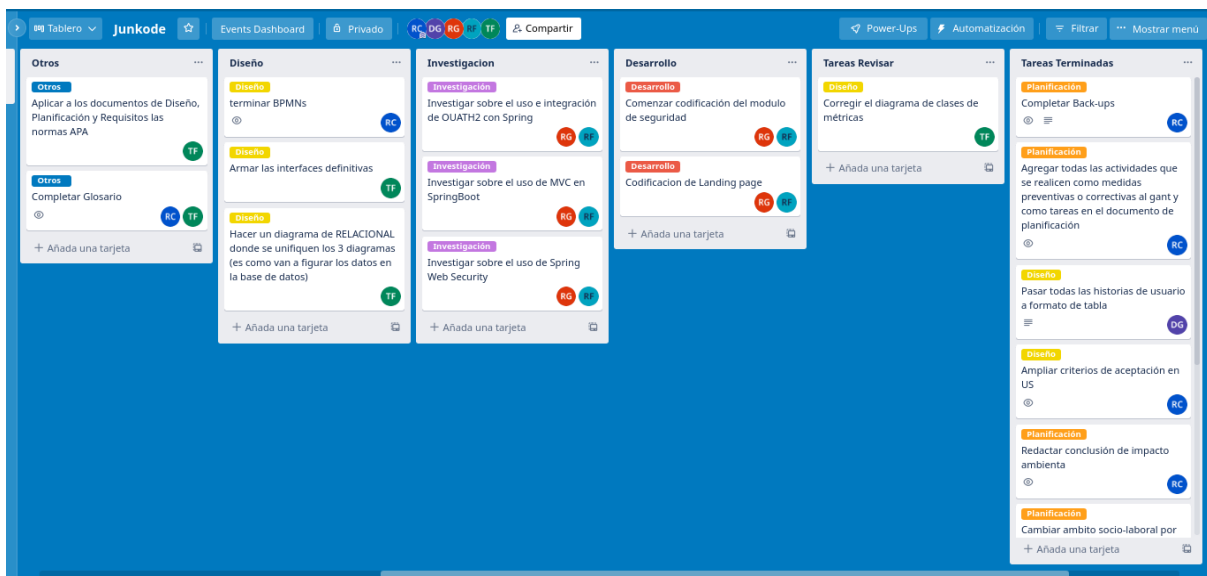 Tablero
Junkode
Events Dashboard
Privado
RC
DG
RG
RF
TF
Compartir
Power-Ups
Automatización
Filtrar
Mostrar menú
Otros
Otros
Aplicar a los documentos de Diseño,
Planificación y Requisitos las
normas APA
TF
Otros
Completar Glosario
RC
TF
Añada una tarjeta
Diseño
Diseño
terminar BPMNs
RC
Diseño
Armar las interfaces definitivas
TF
Diseño
Hacer un diagrama de RELACIONAL
donde se unifiquen los 3 diagramas
(es como van a figurar los datos en
la base de datos)
TF
Añada una tarjeta
Investigacion
Investigación
Investigar sobre el uso e integración
de OUATH2 con Spring
RG
RF
Investigación
Investigar sobre el uso de MVC en
SpringBoot
RG
RF
Investigación
Investigar sobre el uso de Spring
Web Security
RG
RF
Añada una tarjeta
Desarrollo
Desarrollo
Comenzar codificación del modulo
de seguridad
RG
RF
Desarrollo
Codificacion de Landing page
RG
RF
Añada una tarjeta
Tareas Revisar
Diseño
Corregir el diagrama de clases de
métricas
TF
Añada una tarjeta
Tareas Terminadas
Planificación
Completar Back-ups
RC
Planificación
Agregar todas las actividades que
se realicen como medidas
preventivas o correctivas al gant y
como tareas en el documento de
planificación
RC
Diseño
Pasar todas las historias de usuario
a formato de tabla
DG
Diseño
Ampliar criterios de aceptación en
US
RC
Planificación
Redactar conclusión de impacto
ambienta
RC
Planificación
Cambiar ambito socio-laboral por
Añada una tarjeta